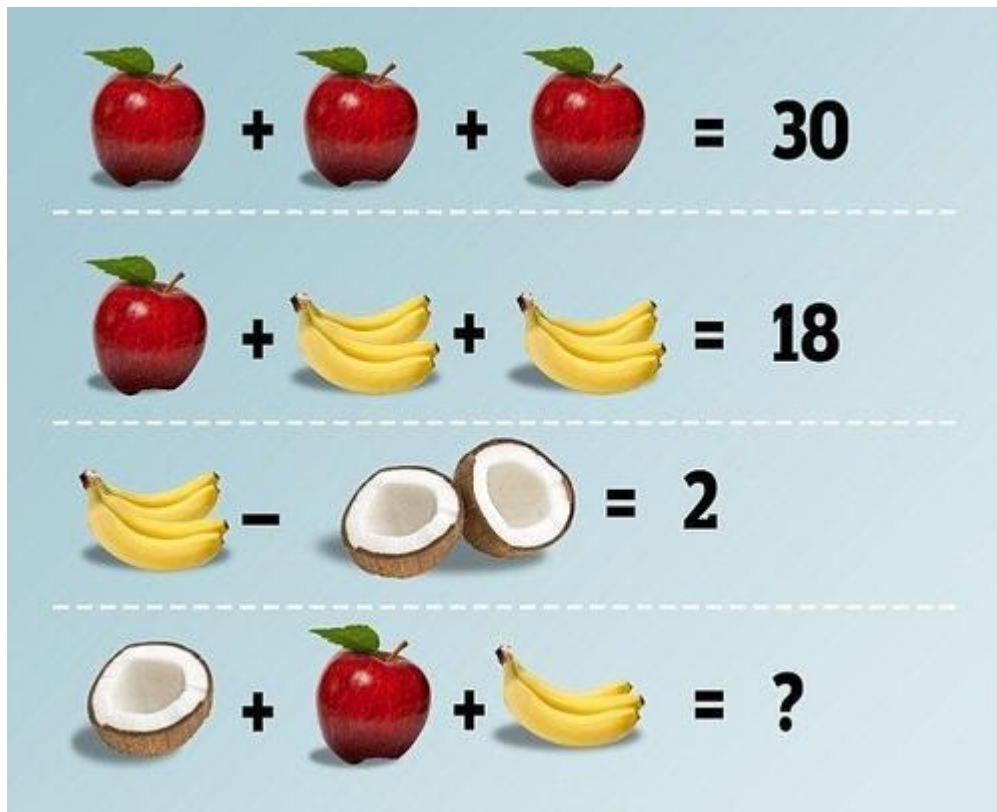 + + = 30
+ + = 18
- = 2
+ + = ?